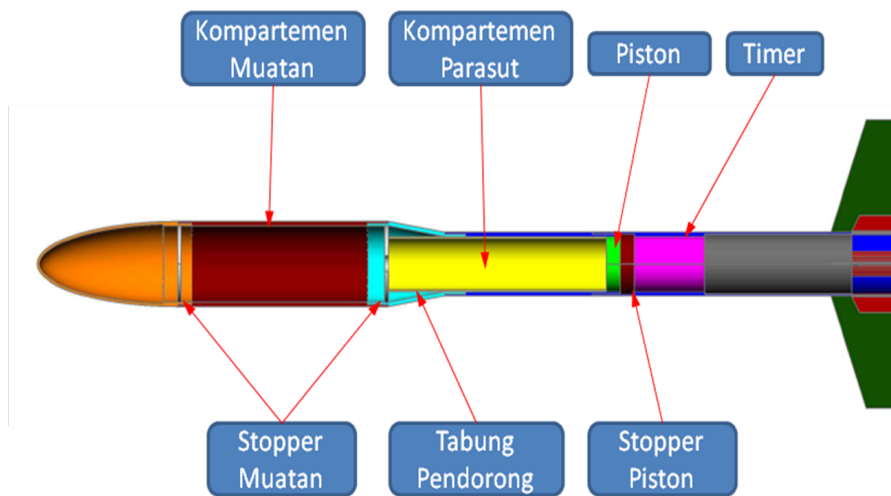 Kompartemen
Muatan
Kompartemen
Parasut
Piston
Timer
Stopper
Muatan
Tabung
Pendorong
Stopper
Piston